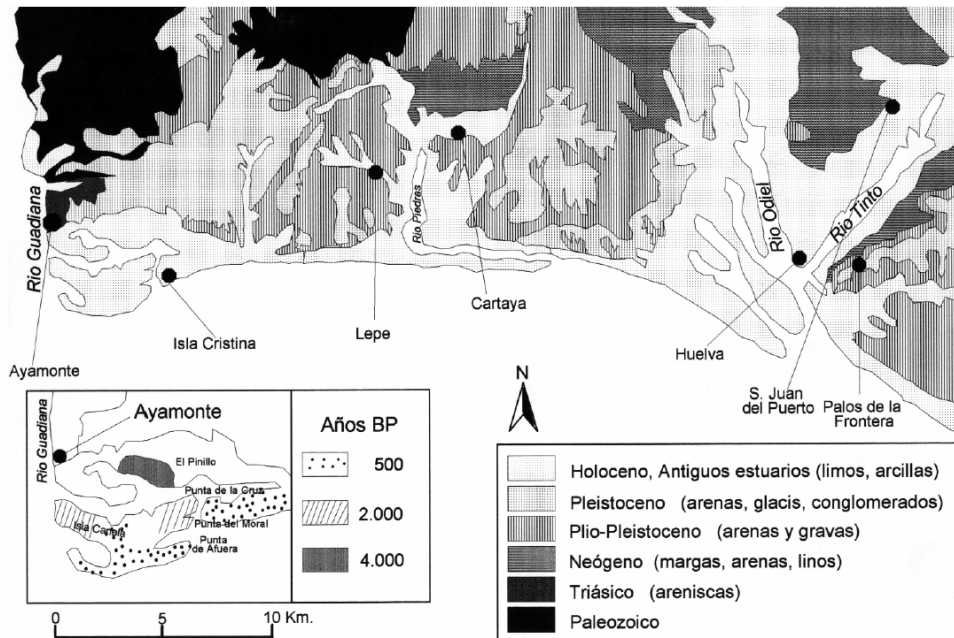 Río Guadiana
Río Piedras
Río Odiel
Río Tinto
Cartaya
Isla Cristina
Lepe
Huelva
Ayamonte
S. Juan
del Puerto
Palos de la
Frontera
N
Río Guadiana
Ayamonte
El Pinillo
Punta de la Cruz
Isla Canela
Punta del Moral
Punta
de Afuera
Años BP
500
2.000
4.000
0 5 10 Km.
Holoceno, Antiguos estuarios (limos, arcillas)
Pleistoceno (arenas, glacis, conglomerados)
Plio-Pleistoceno (arenas y gravas)
Neógeno (margas, arenas, linos)
Triásico (areniscas)
Paleozoico